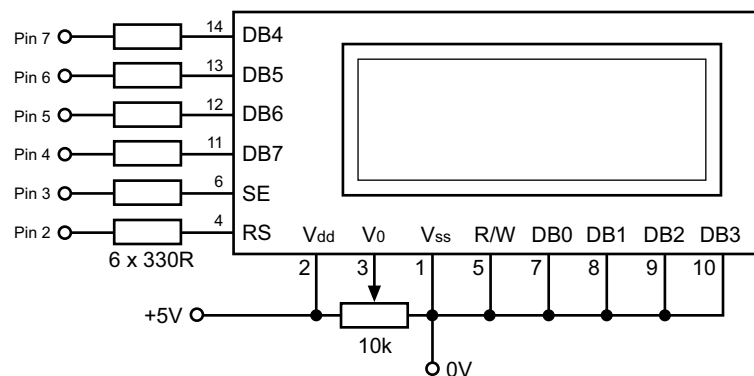 Pin 7 14 DB4
Pin 6 13 DB5
Pin 5 12 DB6
Pin 4 11 DB7
Pin 3 6 SE
Pin 2 4 RS
6 x 330R
Vdd V0 Vss R/W DB0 DB1 DB2 DB3
2 3 1 5 7 8 9 10
+5V
10k
0V